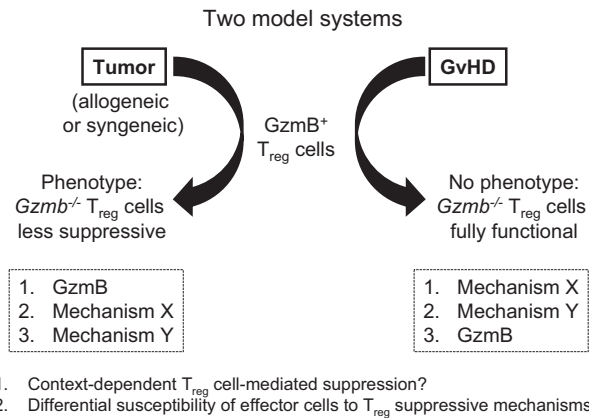 Two model systems
Tumor
(allogeneic
or syngeneic)
GvHD
GzmB+
Treg cells
Phenotype:
Gzmb-/- Treg cells
less suppressive
No phenotype:
Gzmb-/- Treg cells
fully functional
1. GzmB
2. Mechanism X
3. Mechanism Y
1. Mechanism X
2. Mechanism Y
3. GzmB
1. Context-dependent Treg cell-mediated suppression?
2. Differential susceptibility of effector cells to Treg suppressive mechanisms